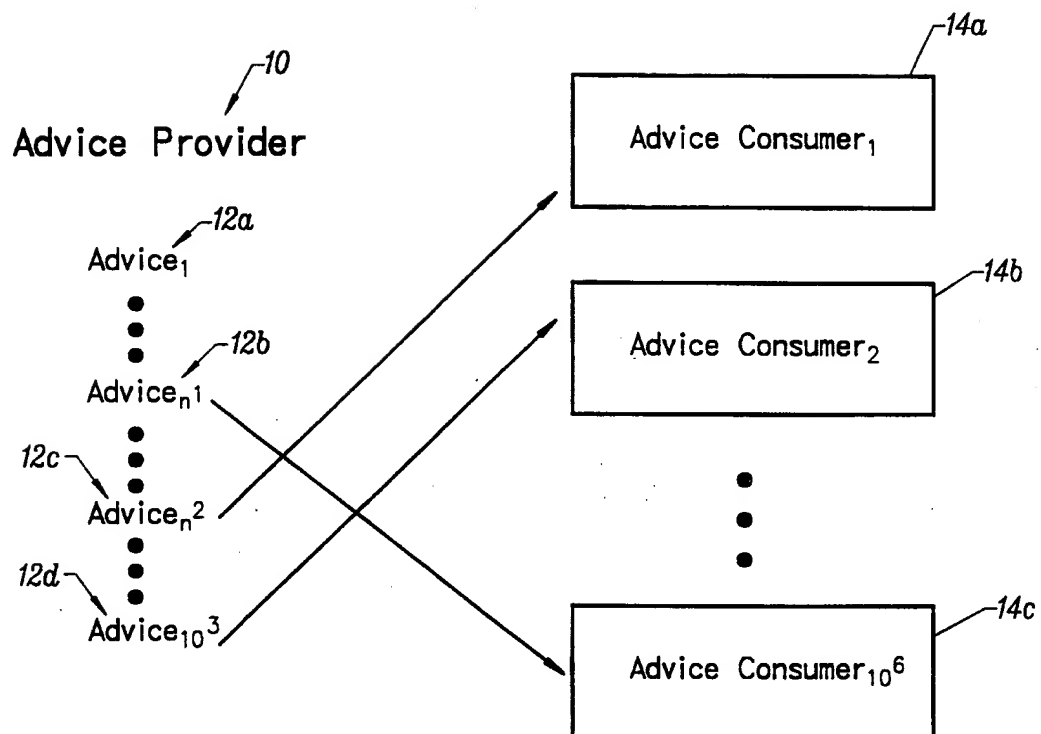 10
Advice Provider
12a
Advice₁
12b
Adviceₙ1
12c
Adviceₙ2
12d
Advice₁₀3
14a
Advice Consumer₁
14b
Advice Consumer₂
14c
Advice Consumer₁₀6